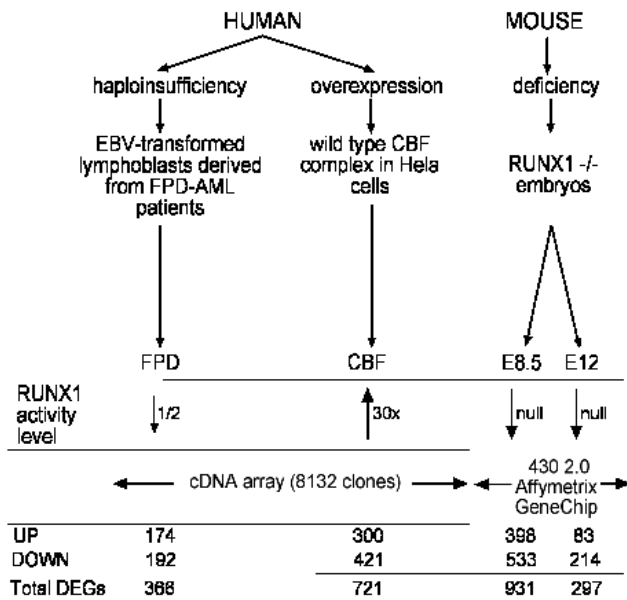 HUMAN MOUSE
haploinsufficiency overexpression deficiency
EBV-transformed
lymphoblasts derived
from FPD-AML
patients
wild type CBF
complex in Hela
cells
RUNX1 -/-
embryos
FPD CBF E8.5 E12
RUNX1
activity
level
1/2 30x null null
cDNA array (8132 clones)
430 2.0
Affymetrix
GeneChip
UP 174 300 398 83
DOWN 192 421 533 214
Total DEGs 366 721 931 297